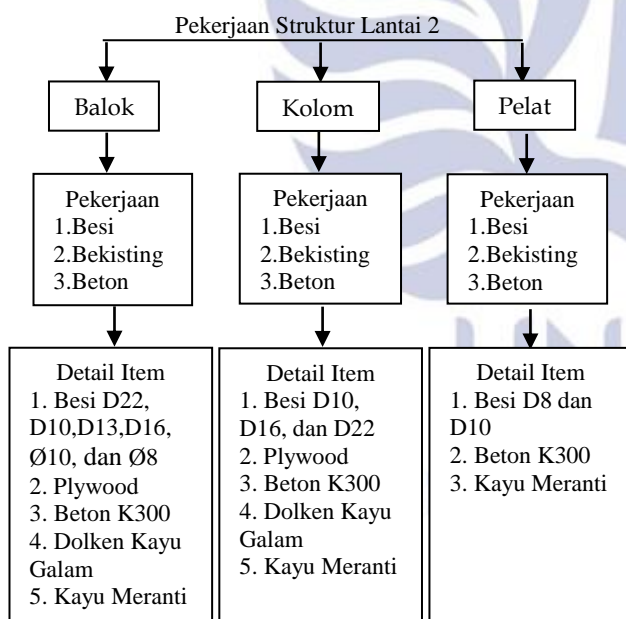 Pekerjaan Struktur Lantai 2
Balok
Kolom
Pelat
Pekerjaan
1.Besi
2.Bekisting
3.Beton
Pekerjaan
1.Besi
2.Bekisting
3.Beton
Pekerjaan
1.Besi
2.Bekisting
3.Beton
Detail Item
1. Besi D22,
D10,D13,D16,
Ø10, dan Ø8
2. Plywood
3. Beton K300
4. Dolken Kayu
Galam
5. Kayu Meranti
Detail Item
1. Besi D10,
D16, dan D22
2. Plywood
3. Beton K300
4. Dolken Kayu
Galam
5. Kayu Meranti
Detail Item
1. Besi D8 dan
D10
2. Beton K300
3. Kayu Meranti